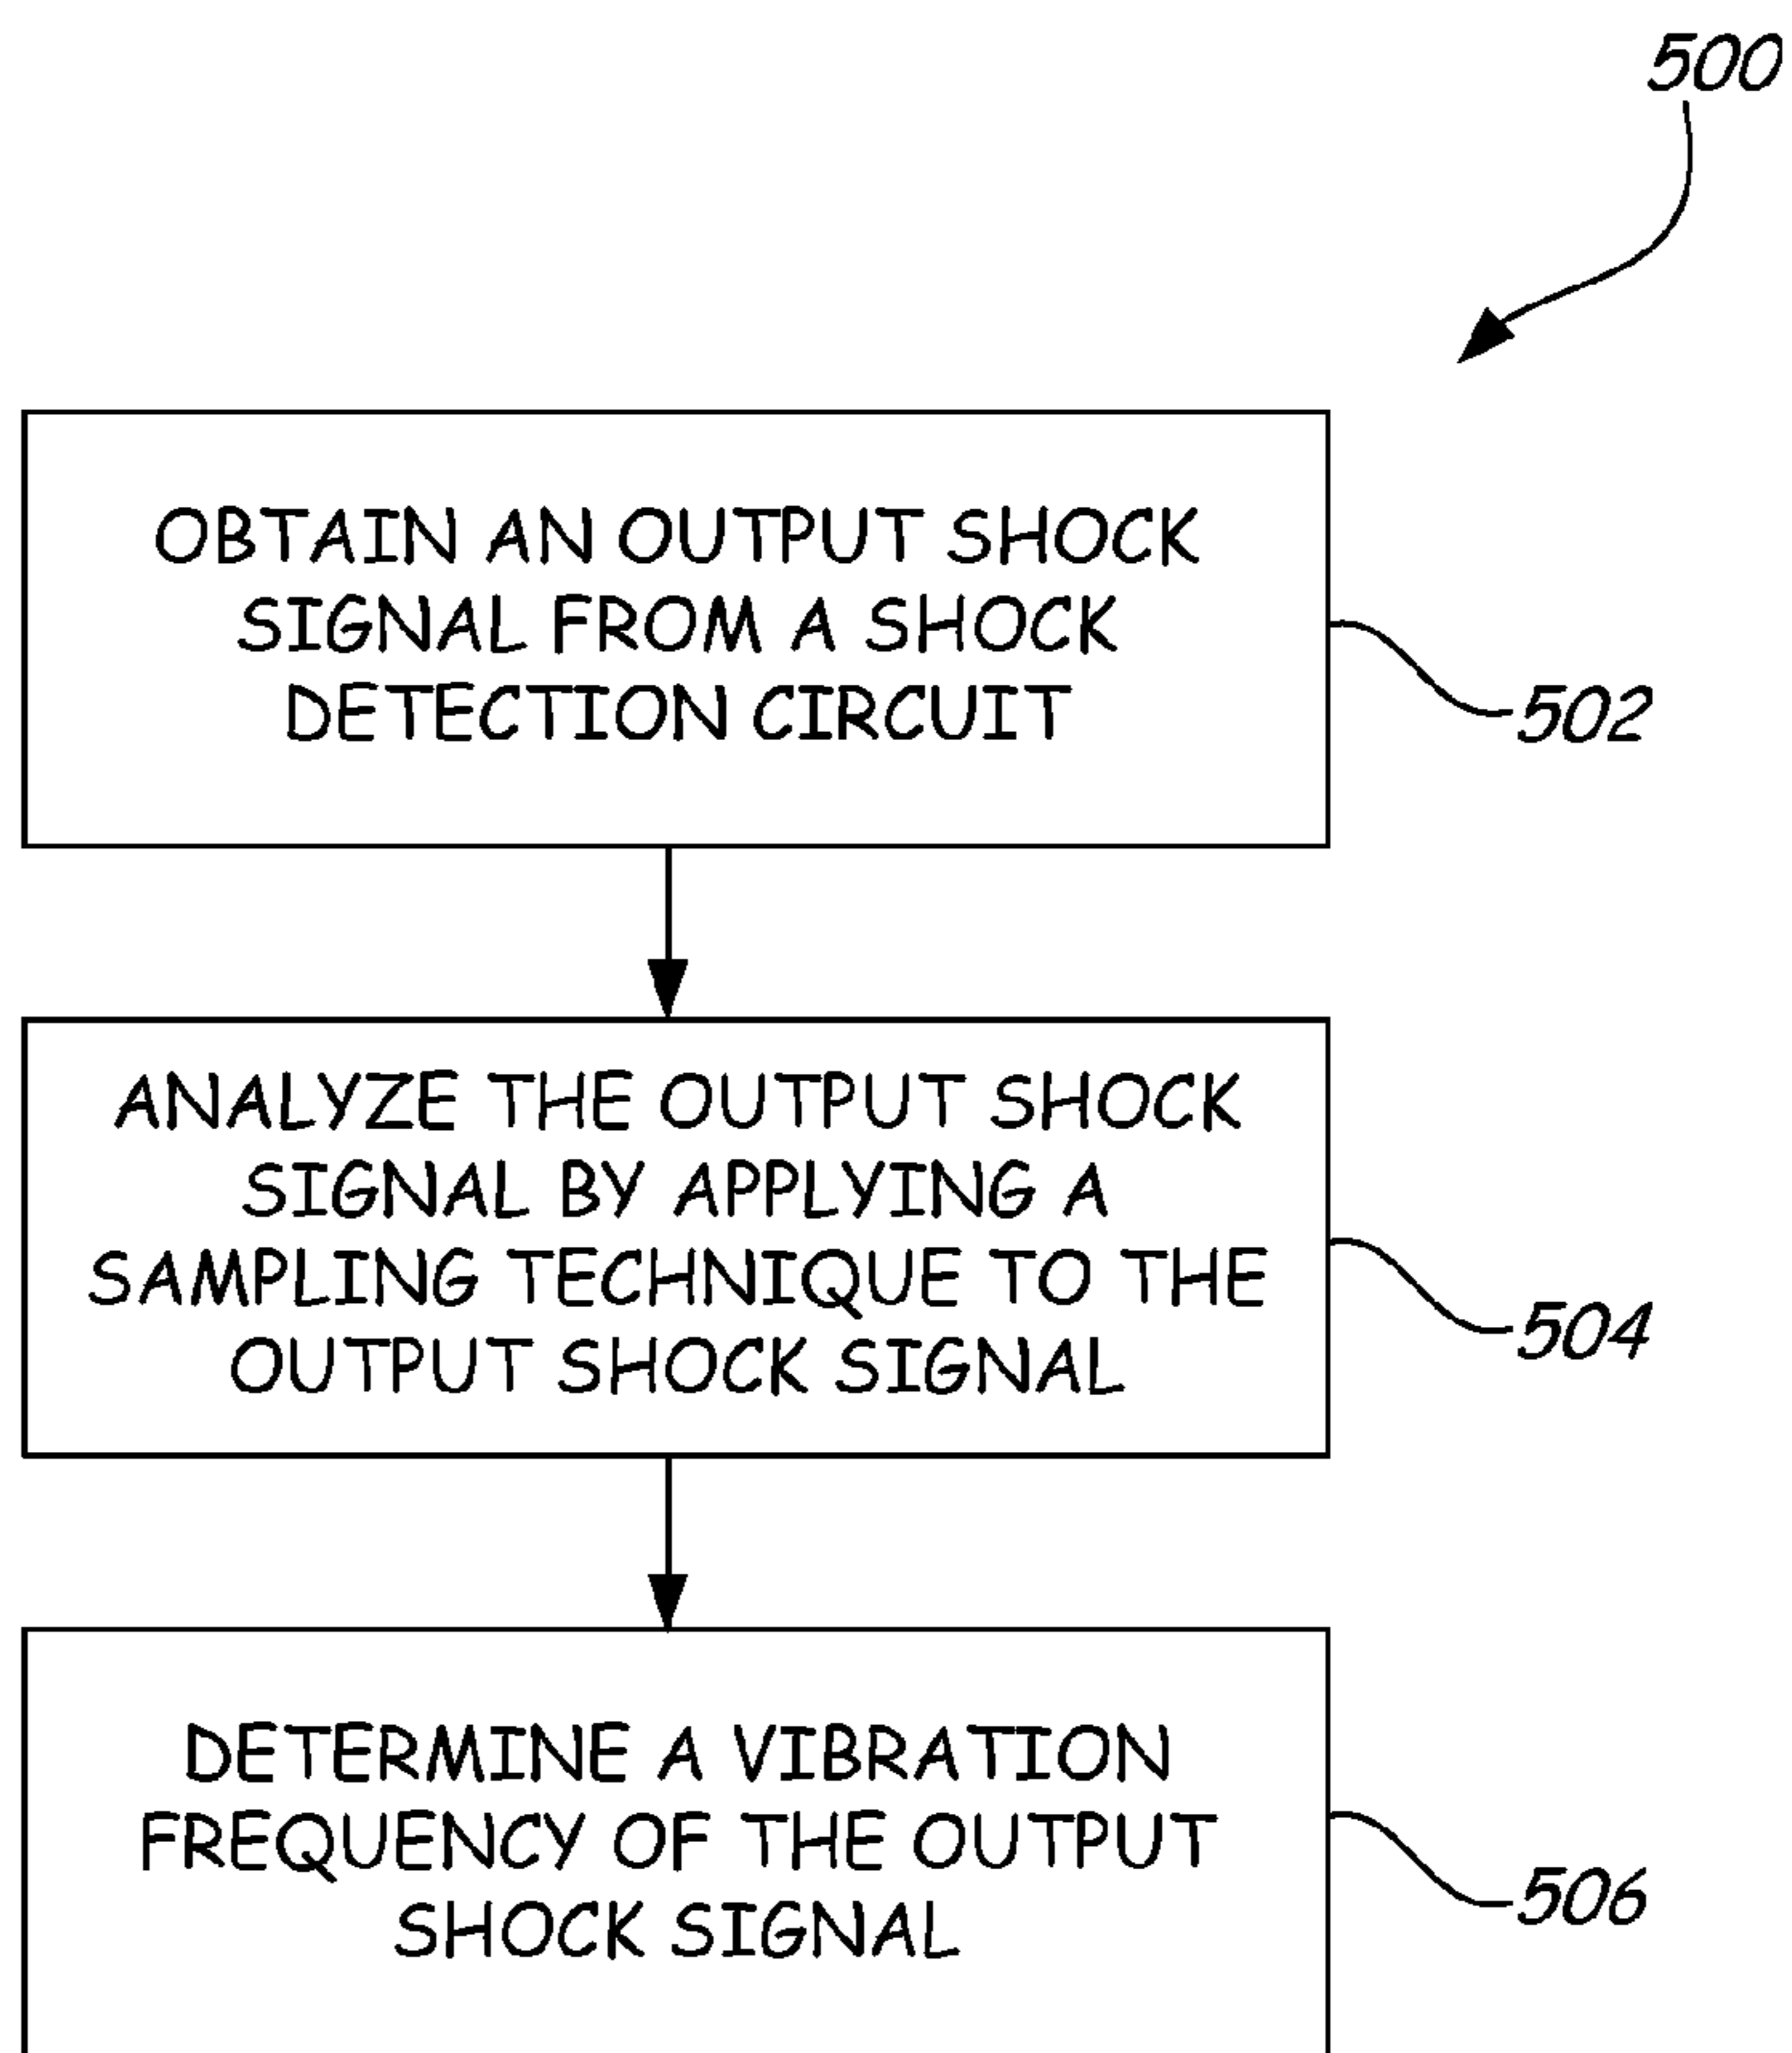 500
OBTAIN AN OUTPUT SHOCK
SIGNAL FROM A SHOCK
DETECTION CIRCUIT
502
ANALYZE THE OUTPUT SHOCK
SIGNAL BY APPLYING A
SAMPLING TECHNIQUE TO THE
OUTPUT SHOCK SIGNAL
504
DETERMINE A VIBRATION
FREQUENCY OF THE OUTPUT
SHOCK SIGNAL
506